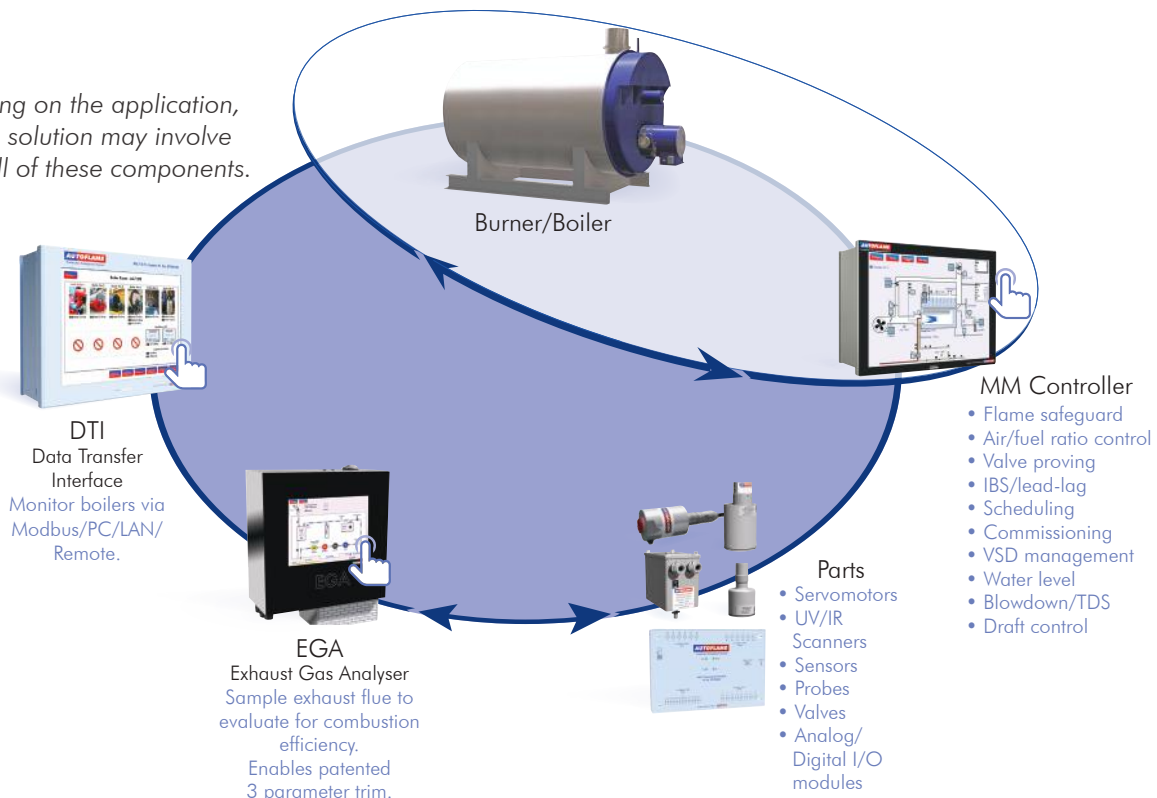 ng on the application,
solution may involve
ll of these components.
Burner/Boiler
AUTOFLAME
DTI
Data Transfer
Interface
Monitor boilers via
Modbus/PC/LAN/
Remote.
AUTOFLAME
MM Controller
• Flame safeguard
• Air/fuel ratio control
• Valve proving
• IBS/lead-lag
• Scheduling
• Commissioning
• VSD management
• Water level
• Blowdown/TDS
• Draft control
EGA
EGA
Exhaust Gas Analyser
Sample exhaust flue to
evaluate for combustion
efficiency.
Enables patented
3 parameter trim.
AUTOFLAME
Parts
• Servomotors
• UV/IR
Scanners
• Sensors
• Probes
• Valves
• Analog/
Digital I/O
modules